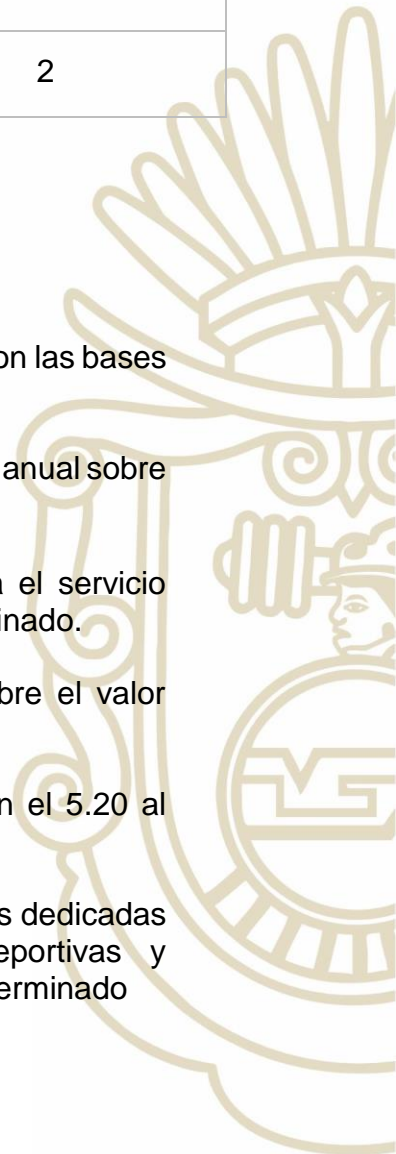 2
on las bases
anual sobre
el servicio
inado.
bre el valor
n el 5.20 al
s dedicadas
eportivas y
erminado